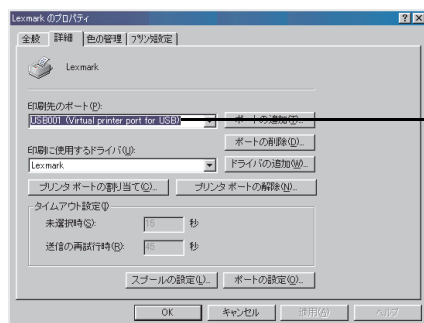 Lexmark のプロパティ
全般 詳細 色の管理 プリンタ設定
Lexmark
印刷先のポート(P):
USB001 (Virtual printer port for USB)
ポートの追加(T)...
ポートの削除(D)...
印刷に使用するドライバ(U):
Lexmark
ドライバの追加(W)...
プリンタ ポートの割り当て(C)... プリンタ ポートの解除(N)...
タイムアウト設定
未選択時(S): 15 秒
送信の再試行時(R): 45 秒
スプールの設定(L)... ポートの設定(O)...
OK キャンセル 適用(A) ヘルプ